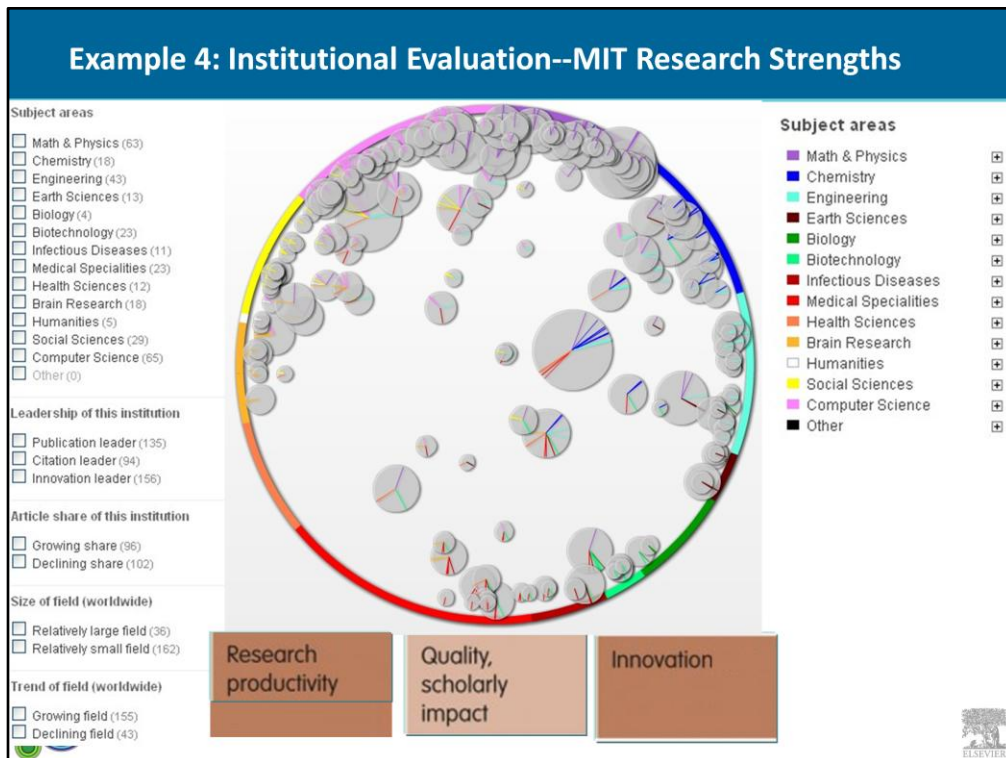 Example 4: Institutional Evaluation--MIT Research Strengths
Subject areas
Math & Physics (63)
Chemistry (18)
Engineering (43)
Earth Sciences (13)
Biology (4)
Biotechnology (23)
Infectious Diseases (11)
Medical Specialities (23)
Health Sciences (12)
Brain Research (18)
Humanities (5)
Social Sciences (29)
Computer Science (65)
Other (0)
Leadership of this institution
Publication leader (135)
Citation leader (94)
Innovation leader (156)
Article share of this institution
Growing share (96)
Declining share (102)
Size of field (worldwide)
Relatively large field (36)
Relatively small field (162)
Trend of field (worldwide)
Growing field (155)
Declining field (43)
Subject areas
Math & Physics
Chemistry
Engineering
Earth Sciences
Biology
Biotechnology
Infectious Diseases
Medical Specialities
Health Sciences
Brain Research
Humanities
Social Sciences
Computer Science
Other
Research
productivity
Quality,
scholarly
impact
Innovation
ELSEVIER